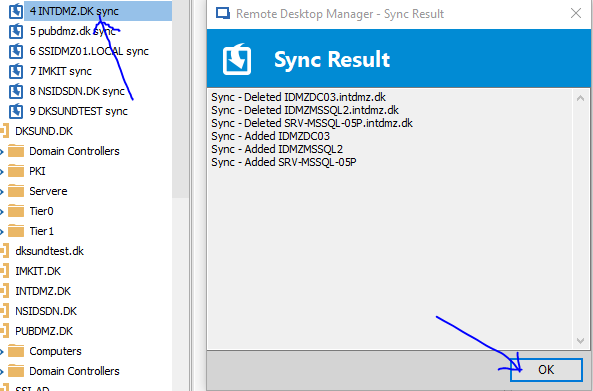 4 INTDMZ.DK sync
5 pubdmz.dk sync
6 SSIDMZ01.LOCAL sync
7 IMKIT sync
8 NSIDSDN.DK sync
9 DKSUNDTEST sync
DKSUND.DK
Domain Controllers
PKI
Servere
Tier0
Tier1
dksundtest.dk
IMKIT.DK
INTDMZ.DK
NSIDSDN.DK
PUBDMZ.DK
Computers
Domain Controllers
SSI.AD
Remote Desktop Manager - Sync Result
Sync Result
Sync - Deleted IDMZDC03.intdmz.dk
Sync - Deleted IDMZMSSQL2.intdmz.dk
Sync - Deleted SRV-MSSQL-05P.intdmz.dk
Sync - Added IDMZDC03
Sync - Added IDMZMSSQL2
Sync - Added SRV-MSSQL-05P
OK